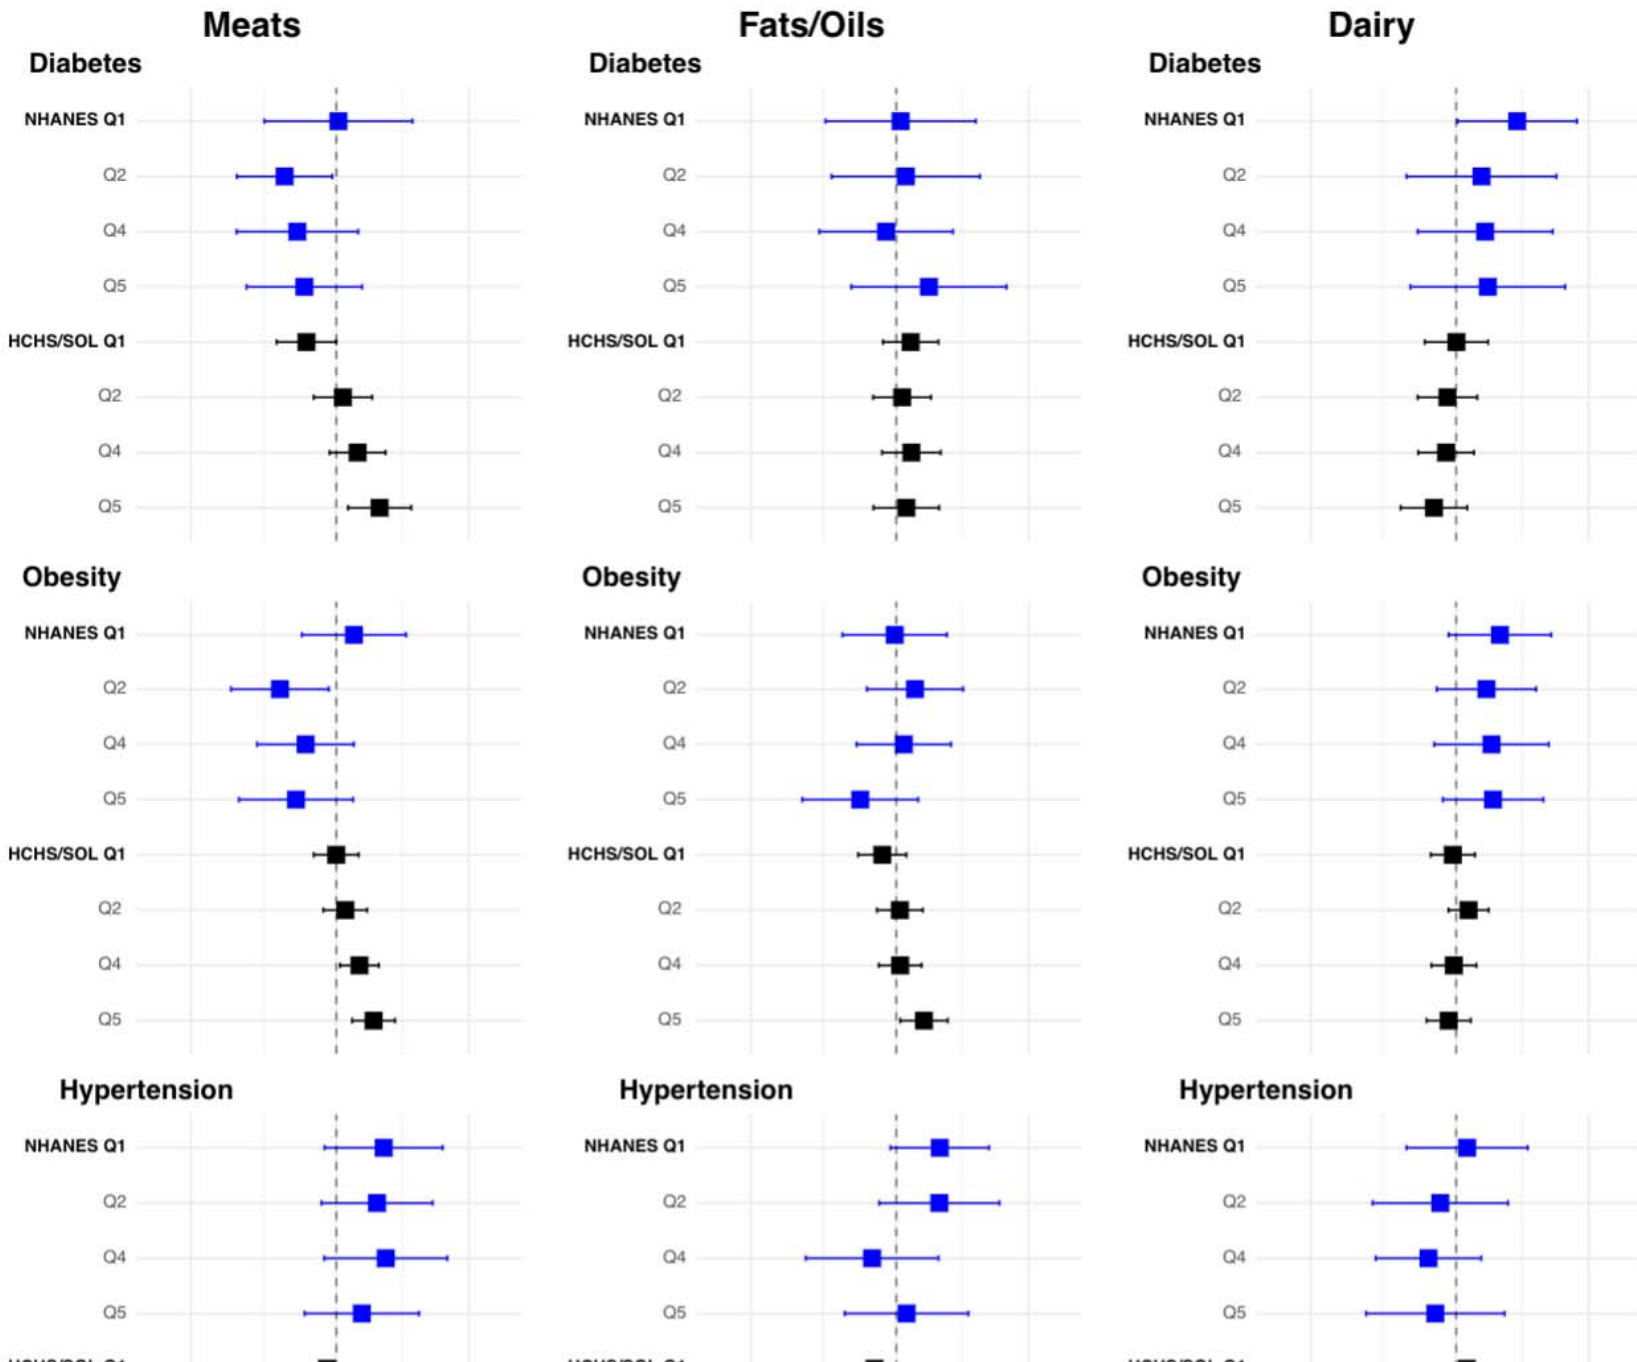 Meats Fats/Oils Dairy
Diabetes Diabetes Diabetes
NHANES Q1 NHANES Q1 NHANES Q1
Q2 Q2 Q2
Q4 Q4 Q4
Q5 Q5 Q5
HCHS/SOL Q1 HCHS/SOL Q1 HCHS/SOL Q1
Q2 Q2 Q2
Q4 Q4 Q4
Q5 Q5 Q5
Obesity Obesity Obesity
NHANES Q1 NHANES Q1 NHANES Q1
Q2 Q2 Q2
Q4 Q4 Q4
Q5 Q5 Q5
HCHS/SOL Q1 HCHS/SOL Q1 HCHS/SOL Q1
Q2 Q2 Q2
Q4 Q4 Q4
Q5 Q5 Q5
Hypertension Hypertension Hypertension
NHANES Q1 NHANES Q1 NHANES Q1
Q2 Q2 Q2
Q4 Q4 Q4
Q5 Q5 Q5